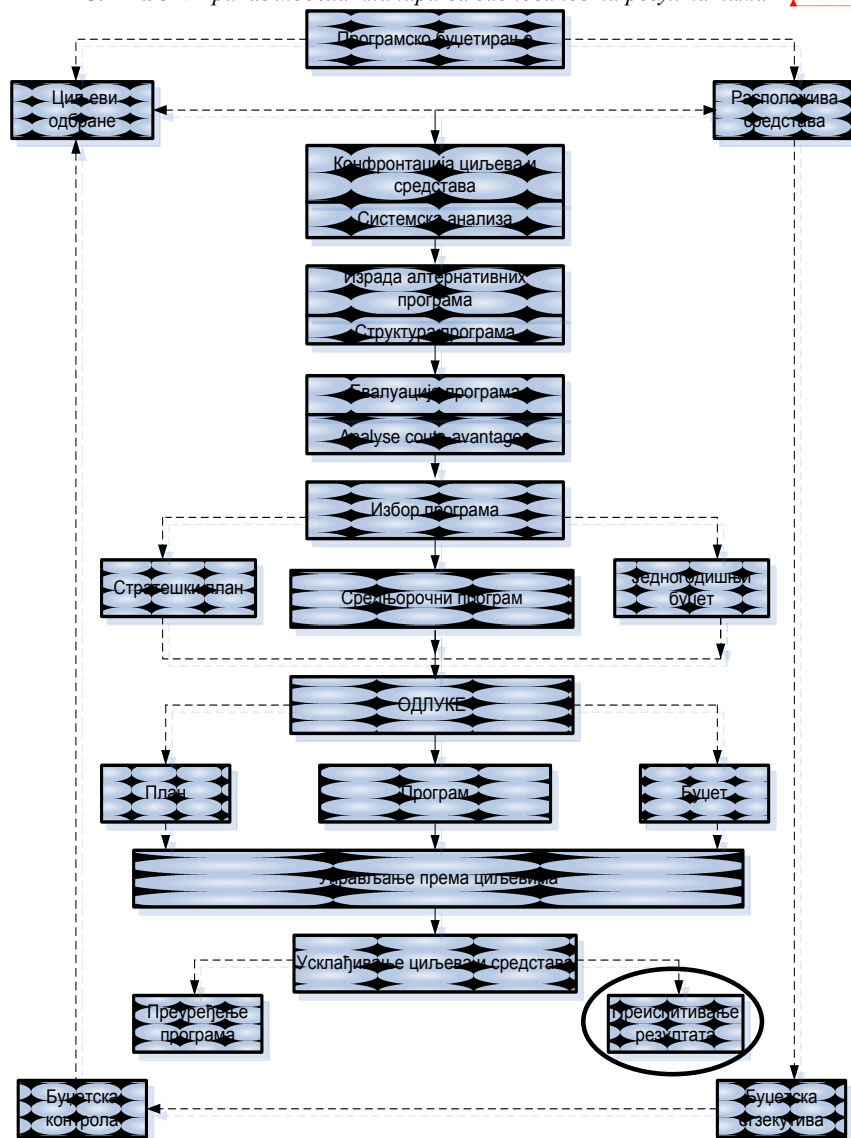 Програмско буџетирање
Циљеви
одбране
Расположива
средства
Конфронтација циљева и
средстава
Системска анализа
Израда алтернативних
програма
Структура програма
Евалуација програма
Analyse couts-avantages
Избор програма
Стратешки план
Средњорочни програм
Једногодишњи
буџет
ОДЛУКЕ
План
Програм
Буџет
Управљање према циљевима
Усклађивање циљева и средстава
Преуређење
програма
Преиспитивање
резултата
Буџетска
контрола
Буџетска
егзекутива